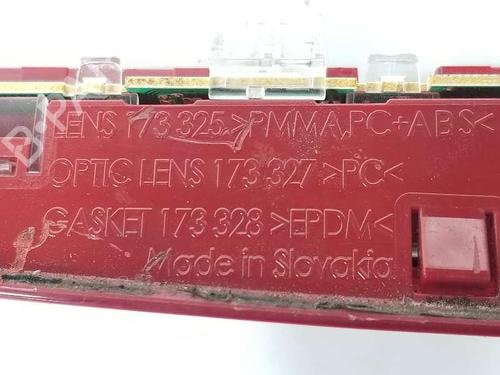 LENS 173 325 >PMMA,PC+ABS<
OPTIC LENS 173 327 >PC<
GASKET 173 328 >EPDM<
Made in Slovakia